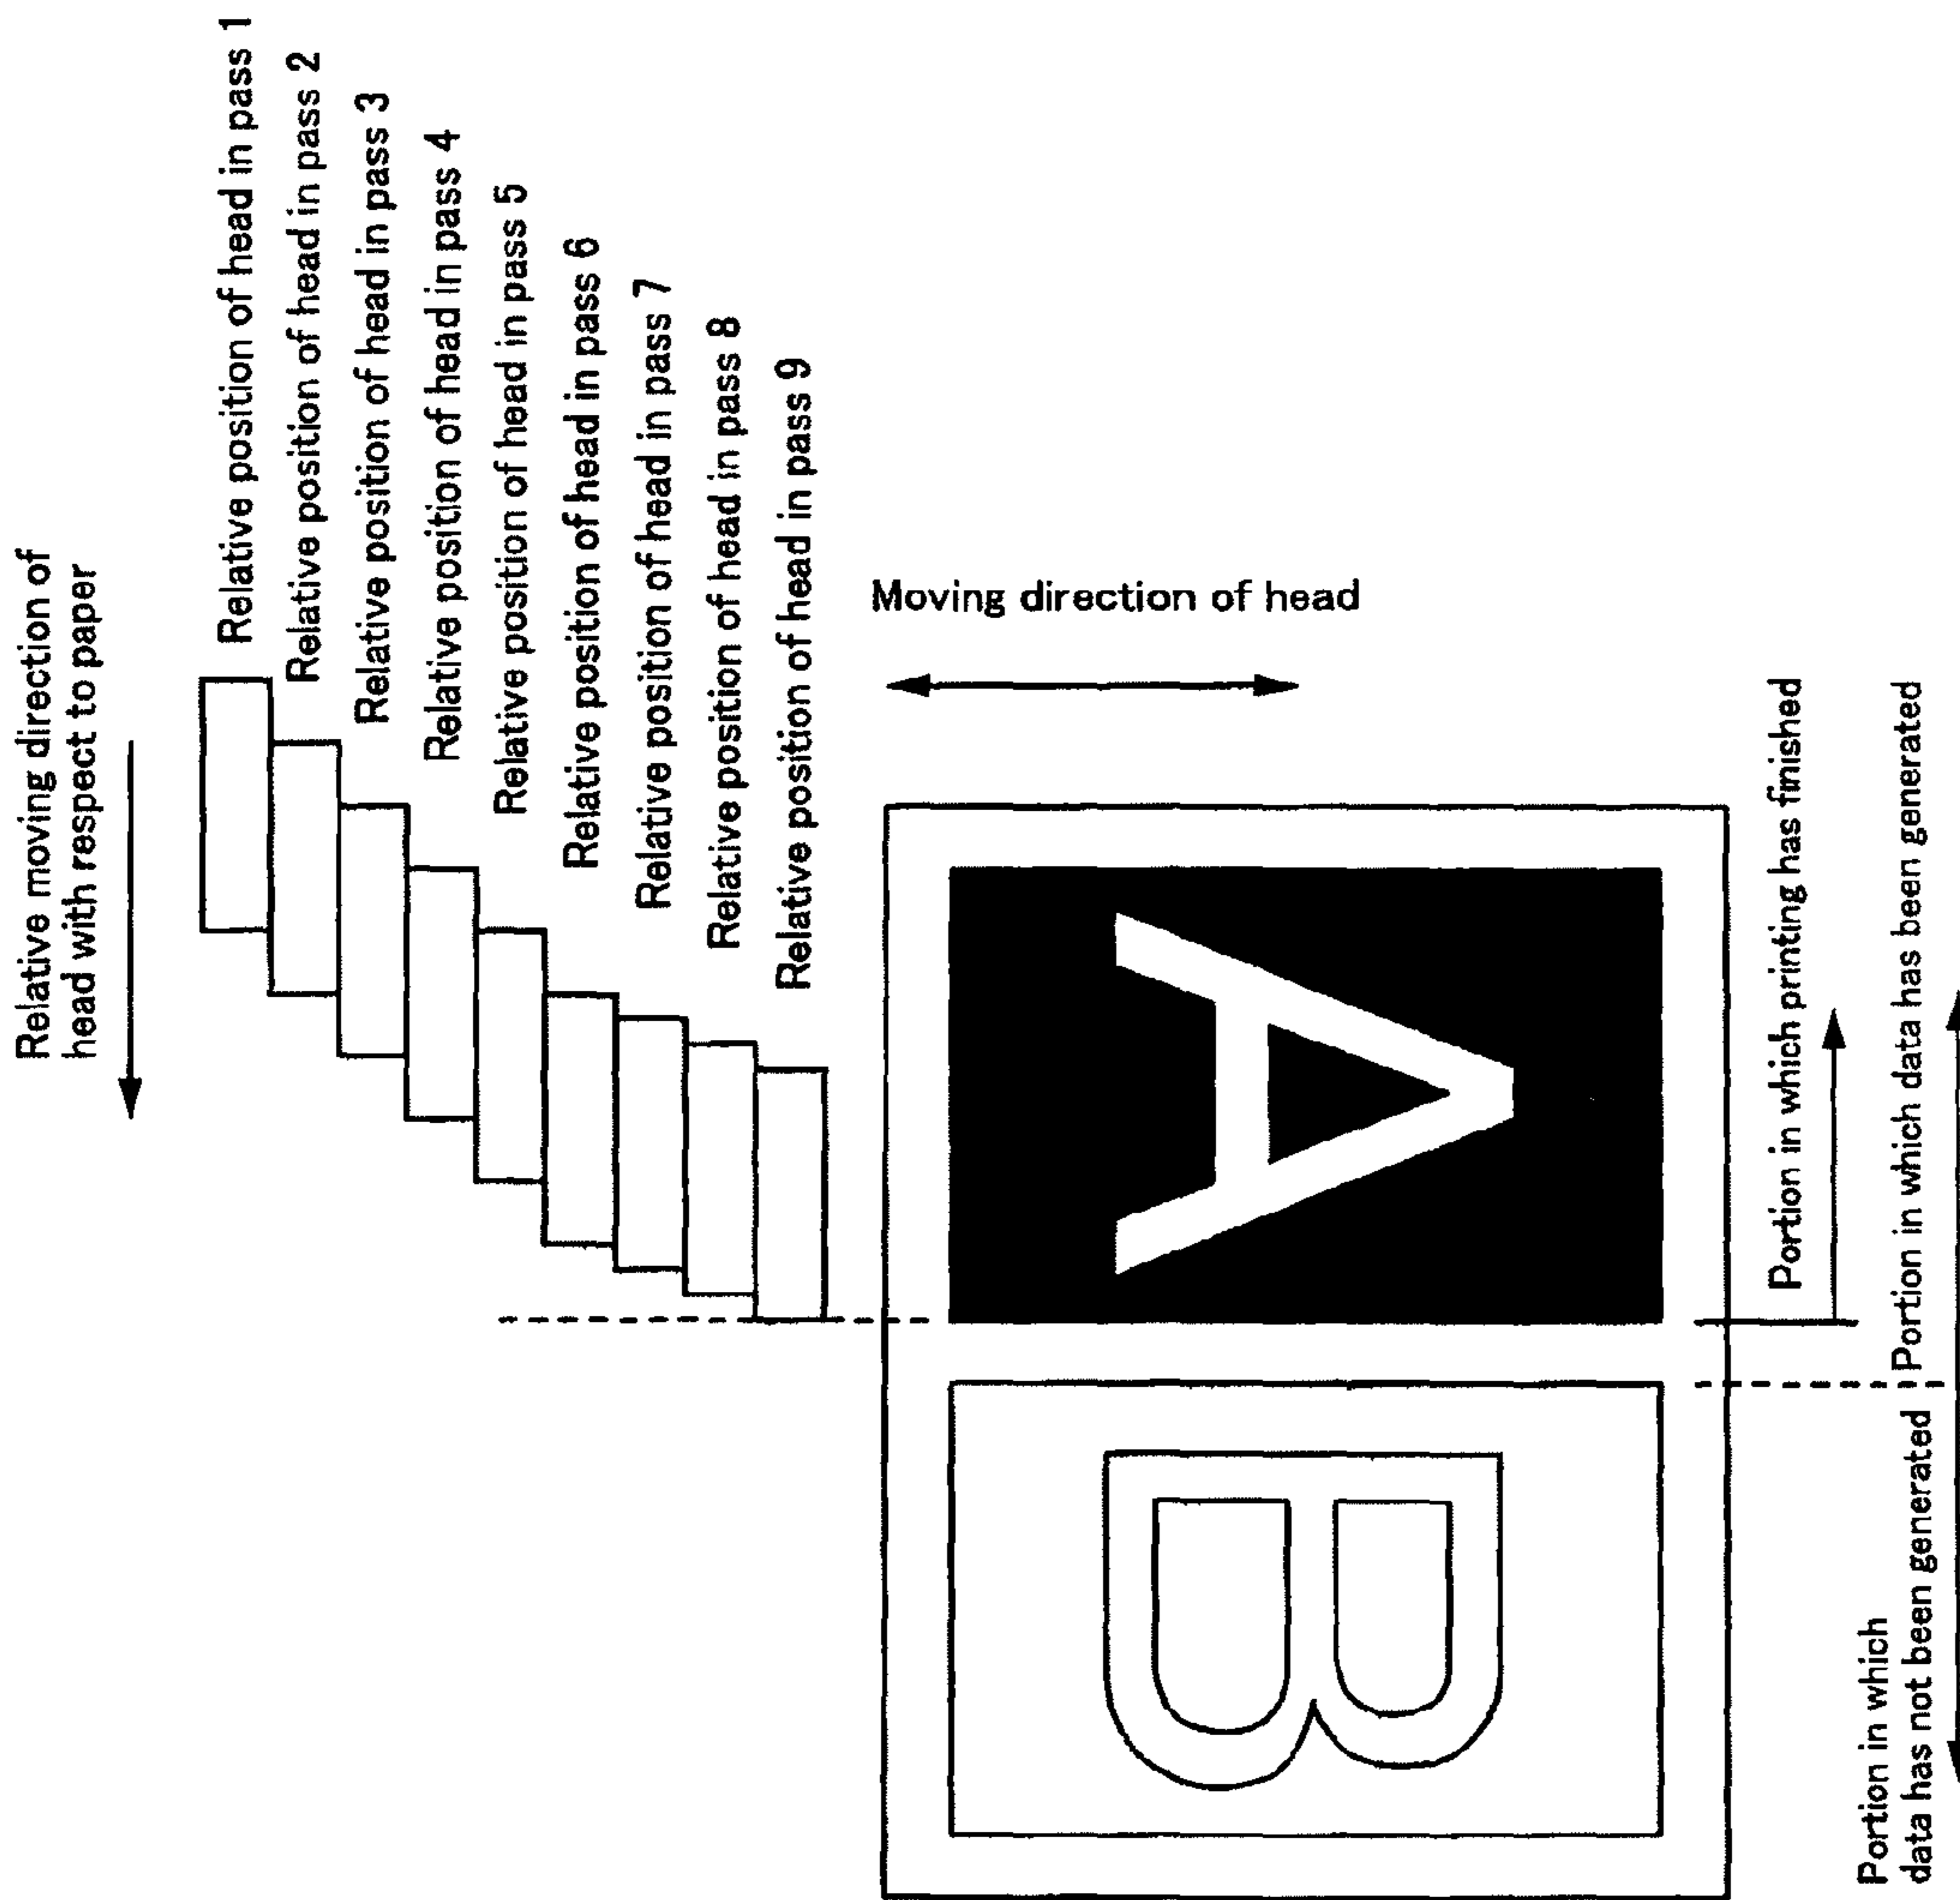 Relative moving direction of
head with respect to paper
Relative position of head in pass 1
Relative position of head in pass 2
Relative position of head in pass 3
Relative position of head in pass 4
Relative position of head in pass 5
Relative position of head in pass 6
Relative position of head in pass 7
Relative position of head in pass 8
Relative position of head in pass 9
Moving direction of head
A
B
Portion in which printing has finished
Portion in which data has been generated
Portion in which
data has not been generated